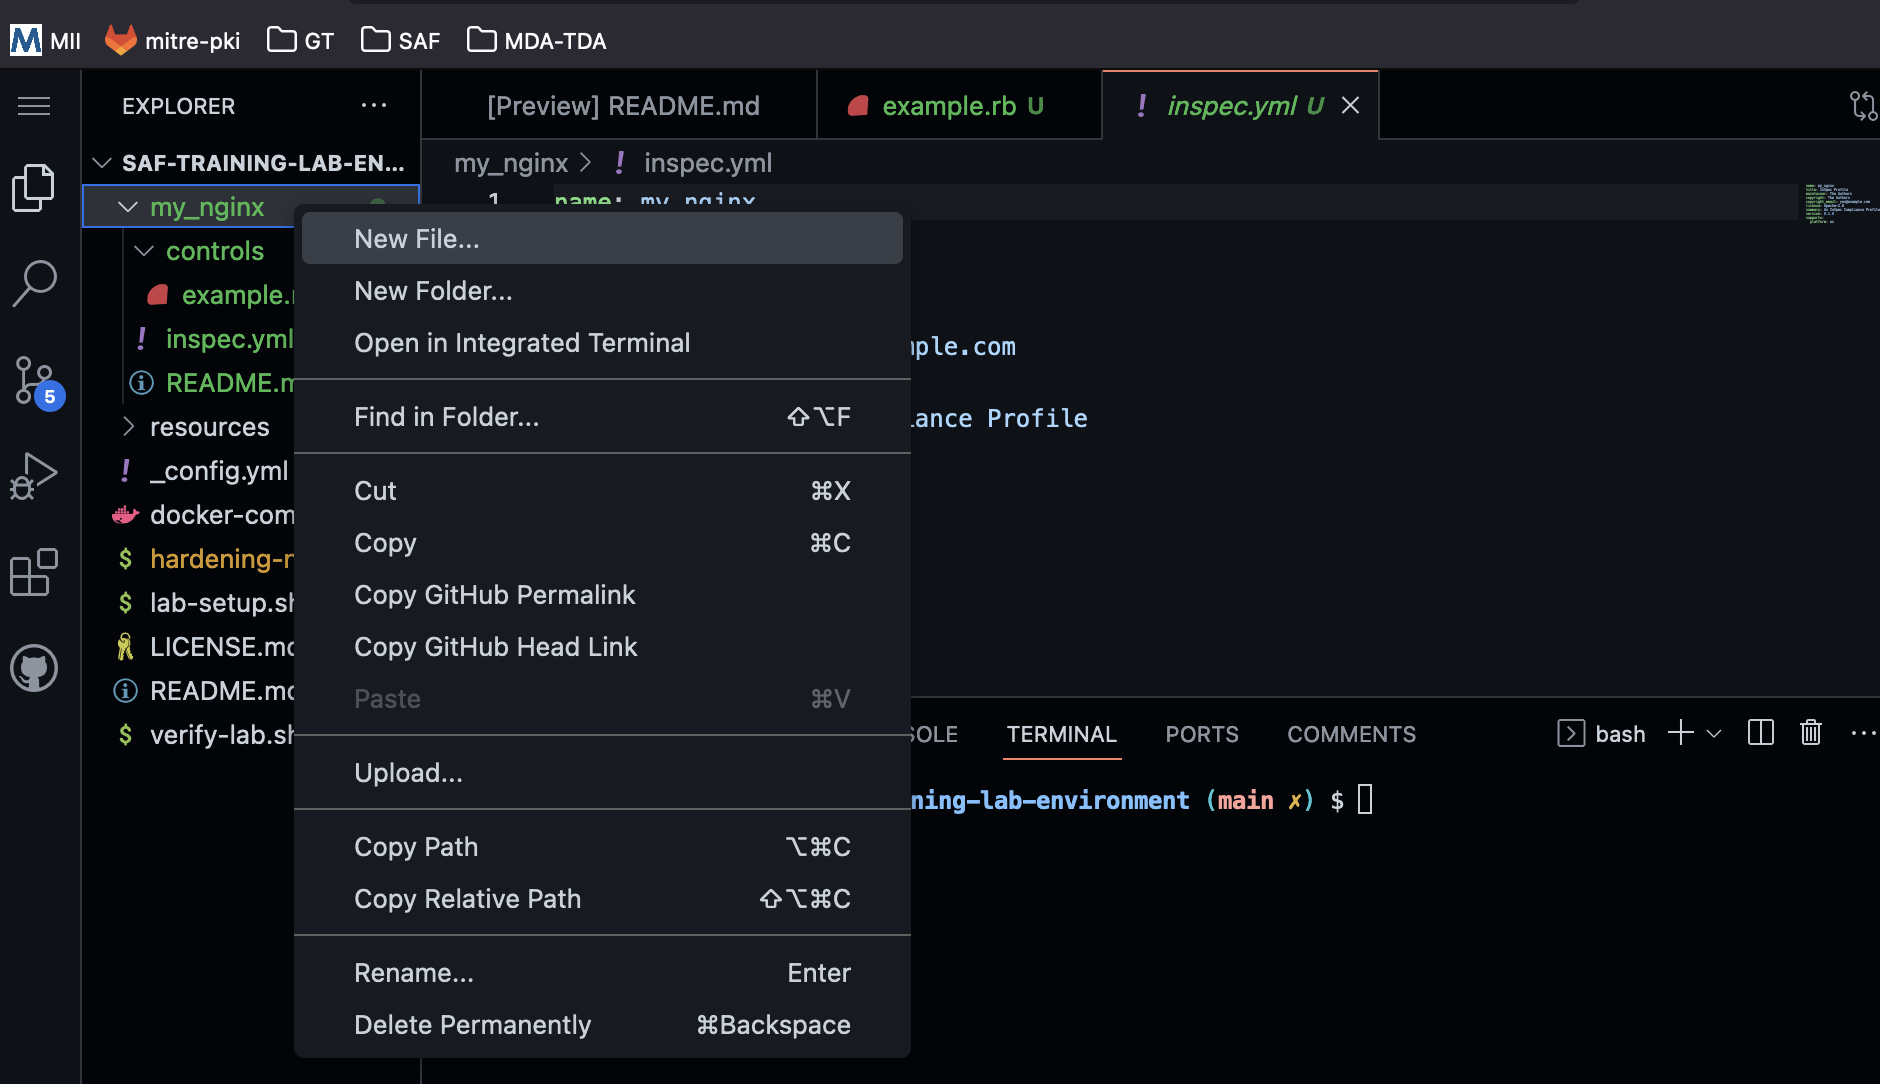 MII mitre-pki GT SAF MDA-TDA
EXPLORER ···
[Preview] README.md
example.rb U
inspec.yml U
SAF-TRAINING-LAB-EN...
my_nginx
controls
inspec.yml
resources
_config.yml
5
my_nginx > inspec.yml
1 name: my_nginx
New File...
New Folder...
Open in Integrated Terminal
Find in Folder... ⇧⌥F
Cut ⌘X
Copy ⌘C
Copy GitHub Permalink
Copy GitHub Head Link
Paste ⌘V
Upload...
Copy Path ⌥⌘C
Copy Relative Path ⇧⌥⌘C
Rename... Enter
Delete Permanently ⌘Backspace
example.r
README.m
docker-com
hardening-n
lab-setup.sh
LICENSE.md
README.md
verify-lab.sh
mple.com
iance Profile
SOLE TERMINAL PORTS COMMENTS
bash
ning-lab-environment (main ✗) $